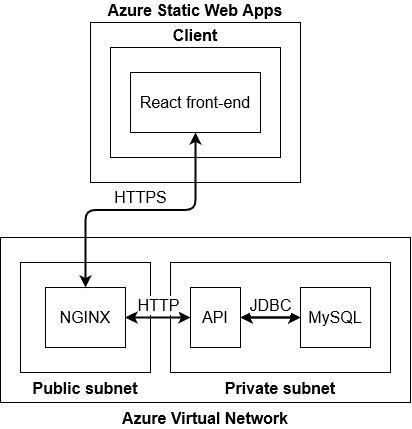 Azure Static Web Apps
Client
React front-end
HTTPS
NGINX
HTTP
API
JDBC
MySQL
Public subnet
Private subnet
Azure Virtual Network